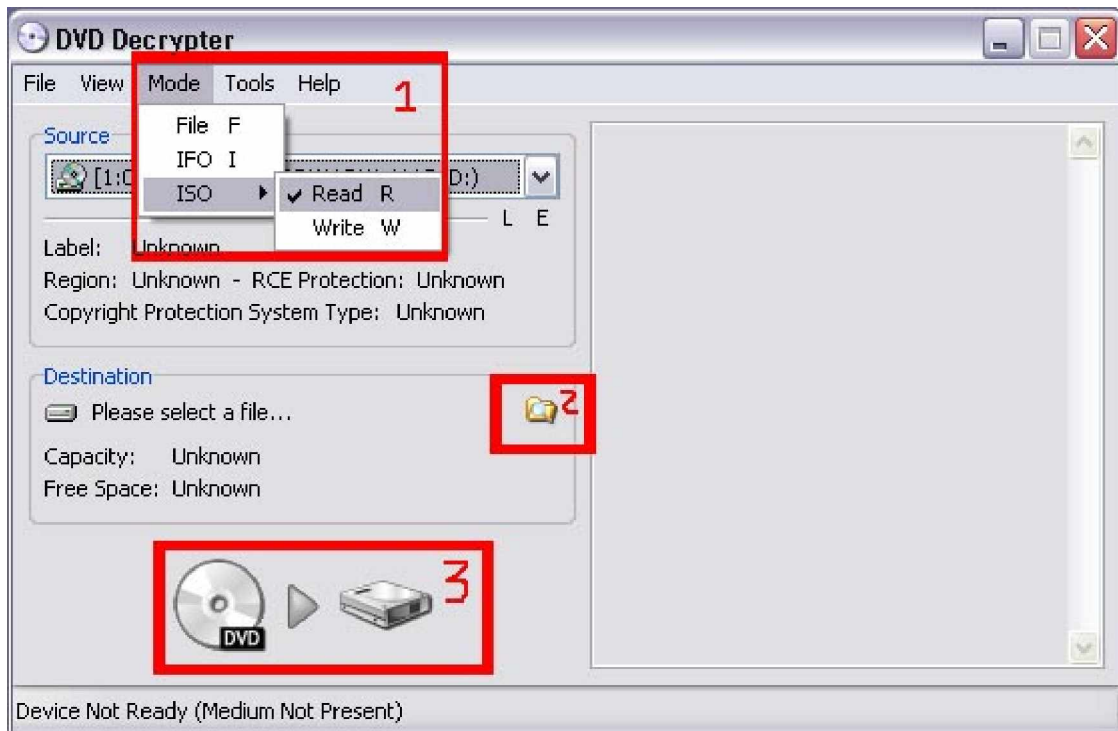 DVD Decrypter
File View Mode Tools Help
1
File F
IFO I
ISO
Read R
Write W
Source
[1: D:)
L E
Label: Unknown
Region: Unknown - RCE Protection: Unknown
Copyright Protection System Type: Unknown
Destination
Please select a file...
2
Capacity: Unknown
Free Space: Unknown
3
DVD
Device Not Ready (Medium Not Present)